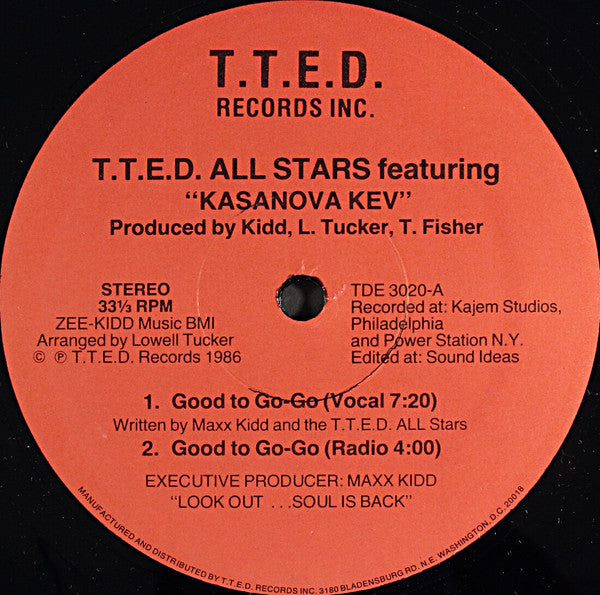 T.T.E.D.
RECORDS INC.
T.T.E.D. ALL STARS featuring
"KASANOVA KEV"
Produced by Kidd, L. Tucker, T. Fisher
STEREO
33⅓ RPM
ZEE-KIDD Music BMI
Arranged by Lowell Tucker
© ℗ T.T.E.D. Records 1986
TDE 3020-A
Recorded at: Kajem Studios,
Philadelphia
and Power Station N.Y.
Edited at: Sound Ideas
1. Good to Go-Go (Vocal 7:20)
Written by Maxx Kidd and the T.T.E.D. ALL Stars
2. Good to Go-Go (Radio 4:00)
EXECUTIVE PRODUCER: MAXX KIDD
"LOOK OUT ...SOUL IS BACK"
MANUFACTURED AND DISTRIBUTED BY T.T.E.D. RECORDS INC. 3180 BLADENSBURG RD. N.E. WASHINGTON, D.C. 20018